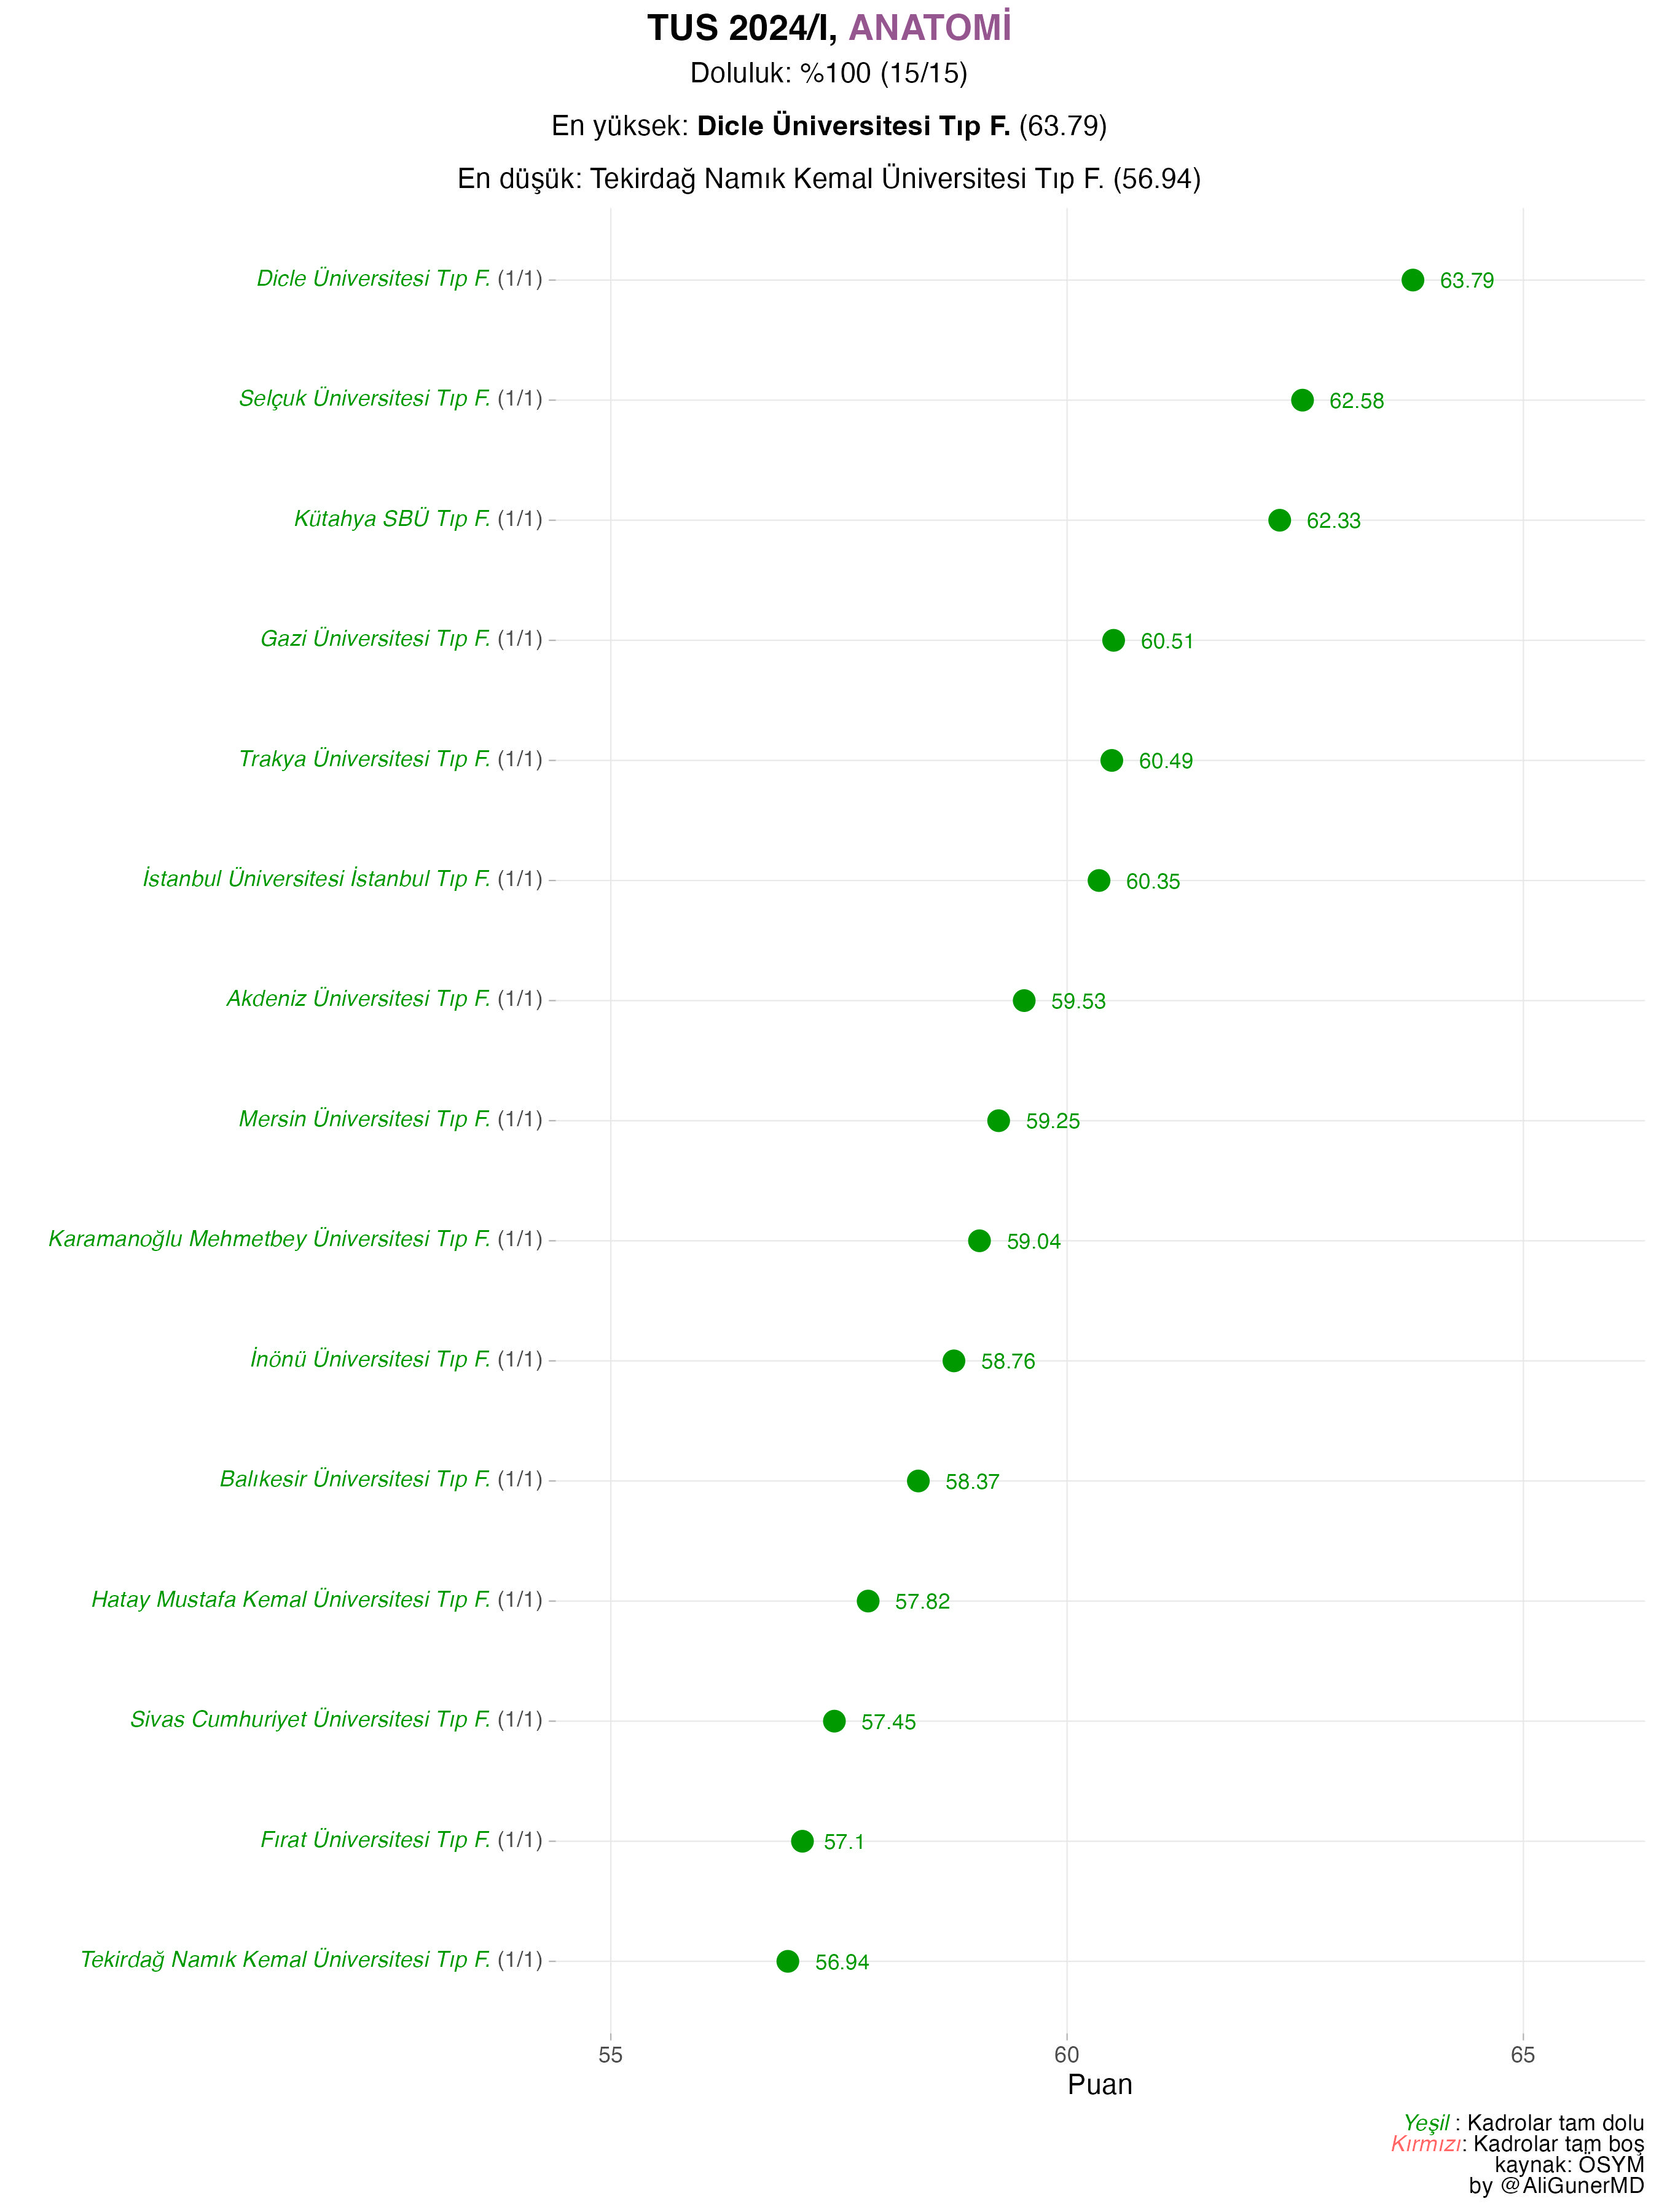 TUS 2024/I, ANATOMİ
Doluluk: %100 (15/15)
En yüksek: Dicle Üniversitesi Tıp F. (63.79)
En düşük: Tekirdağ Namık Kemal Üniversitesi Tıp F. (56.94)
Dicle Üniversitesi Tıp F. (1/1) 63.79
Selçuk Üniversitesi Tıp F. (1/1) 62.58
Kütahya SBÜ Tıp F. (1/1) 62.33
Gazi Üniversitesi Tıp F. (1/1) 60.51
Trakya Üniversitesi Tıp F. (1/1) 60.49
İstanbul Üniversitesi İstanbul Tıp F. (1/1) 60.35
Akdeniz Üniversitesi Tıp F. (1/1) 59.53
Mersin Üniversitesi Tıp F. (1/1) 59.25
Karamanoğlu Mehmetbey Üniversitesi Tıp F. (1/1) 59.04
İnönü Üniversitesi Tıp F. (1/1) 58.76
Balıkesir Üniversitesi Tıp F. (1/1) 58.37
Hatay Mustafa Kemal Üniversitesi Tıp F. (1/1) 57.82
Sivas Cumhuriyet Üniversitesi Tıp F. (1/1) 57.45
Fırat Üniversitesi Tıp F. (1/1) 57.1
Tekirdağ Namık Kemal Üniversitesi Tıp F. (1/1) 56.94
55 60 65
Puan
Yeşil : Kadrolar tam dolu
Kırmızı: Kadrolar tam boş
kaynak: ÖSYM
by @AliGunerMD